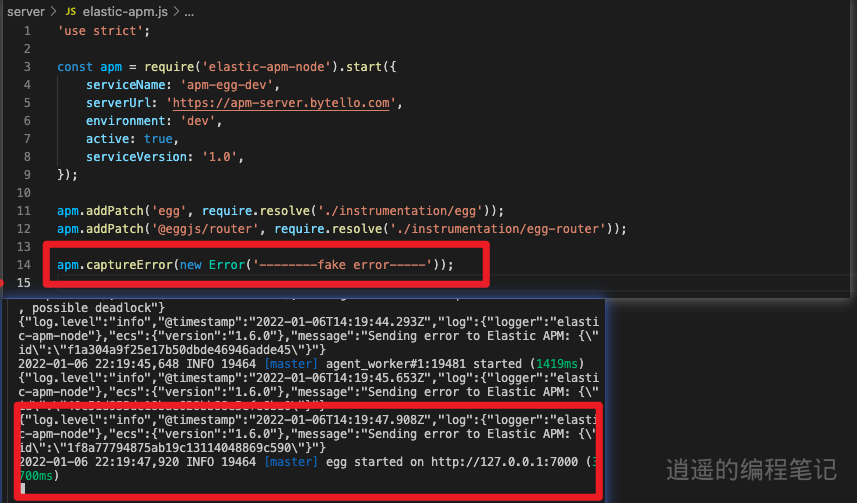 server > JS elastic-apm.js > ...
1 'use strict';
2
3 const apm = require('elastic-apm-node').start({
4 serviceName: 'apm-egg-dev',
5 serverUrl: 'https://apm-server.bytello.com',
6 environment: 'dev',
7 active: true,
8 serviceVersion: '1.0',
9 });
10
11 apm.addPatch('egg', require.resolve('./instrumentation/egg'));
12 apm.addPatch('@eggjs/router', require.resolve('./instrumentation/egg-router'));
13
14 apm.captureError(new Error('--------fake error-----'));
15
, possible deadlock"}
{"log.level":"info","@timestamp":"2022-01-06T14:19:44.293Z","log":{"logger":"elasti
c-apm-node"},"ecs":{"version":"1.6.0"},"message":"Sending error to Elastic APM: {\"
id\":\"f1a304a9f25e17b50dbde46946adde45\"}"}
2022-01-06 22:19:45,648 INFO 19464 [master] agent_worker#1:19481 started (1419ms)
{"log.level":"info","@timestamp":"2022-01-06T14:19:45.653Z","log":{"logger":"elasti
c-apm-node"},"ecs":{"version":"1.6.0"},"message":"Sending error to Elastic APM: {\"
{"log.level":"info","@timestamp":"2022-01-06T14:19:47.908Z","log":{"logger":"elasti
c-apm-node"},"ecs":{"version":"1.6.0"},"message":"Sending error to Elastic APM: {\"
id\":\"1f8a77794875ab19c13114048869c590\"}"}
2022-01-06 22:19:47,920 INFO 19464 [master] egg started on http://127.0.0.1:7000 (3
700ms)
逍遥的编程笔记